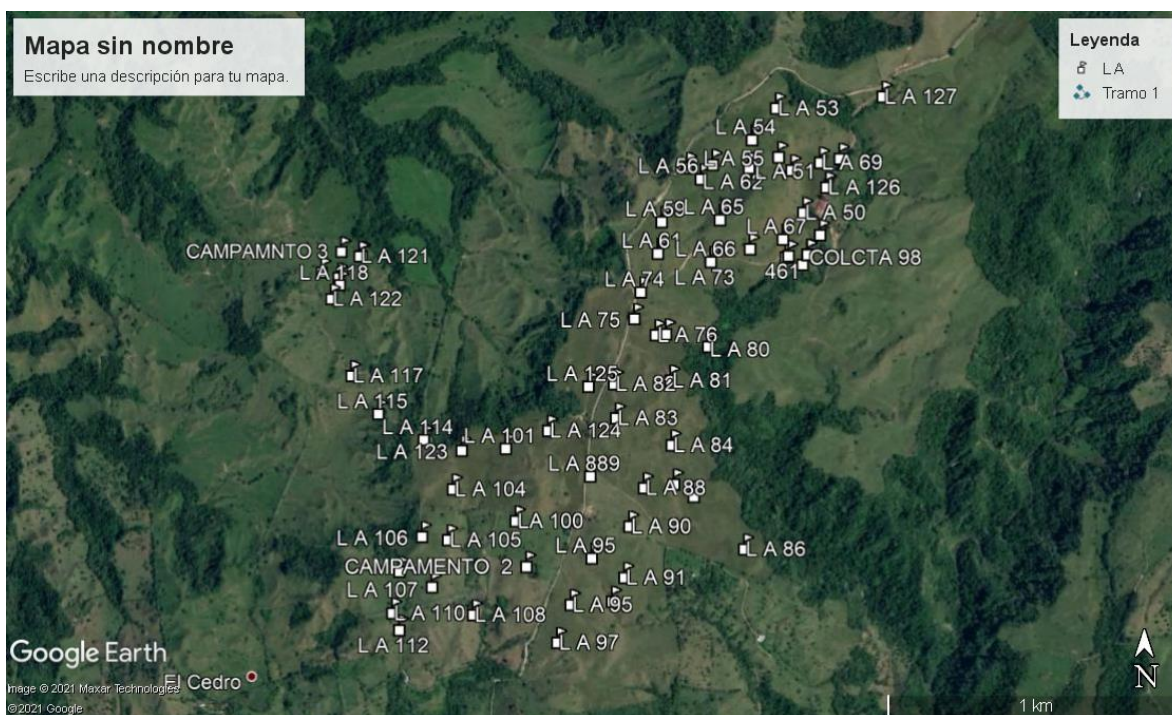 Mapa sin nombre
Escribe una descripción para tu mapa.
Leyenda
L A
Tramo 1
L A 127
L A 53
L A 54
L A 55
L A 56
L A 51
L A 69
L A 62
L A 126
L A 59
L A 65
L A 50
L A 67
L A 61
L A 66
COLCTA 98
461
L A 73
L A 74
CAMPAMNTO 3
L A 121
L A 118
L A 122
L A 75
L A 76
L A 80
L A 117
L A 125
L A 82
L A 81
L A 115
L A 83
L A 114
L A 101
L A 124
L A 123
L A 84
L A 889
L A 104
L A 88
L A 100
L A 90
L A 106
L A 105
L A 95
L A 86
CAMPAMENTO 2
L A 91
L A 107
L A 95
L A 110
L A 108
L A 112
L A 97
Google Earth
El Cedro
Image © 2021 Maxar Technologies
© 2021 Google
N
1 km